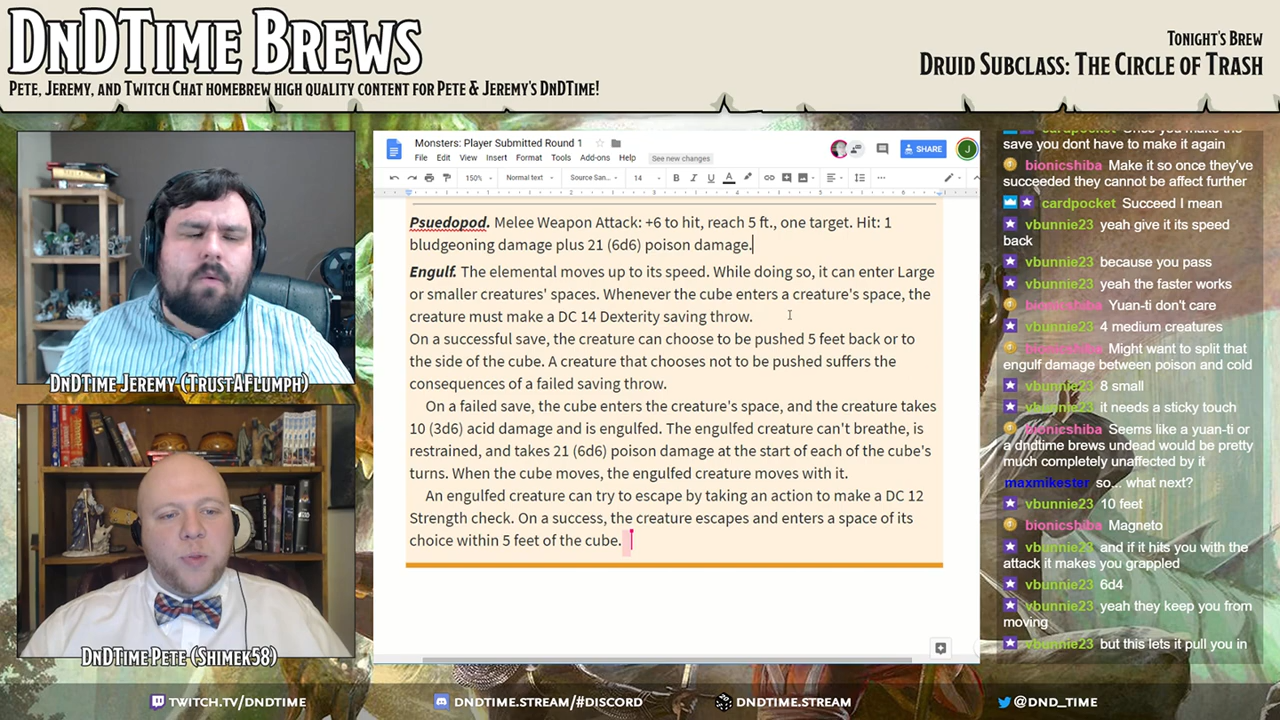 DNDTIME BREWS
PETE, JEREMY, AND TWITCH CHAT HOMEBREW HIGH QUALITY CONTENT FOR PETE & JEREMY'S DNDTIME!
TONIGHT'S BREW
DRUID SUBCLASS: THE CIRCLE OF TRASH
DNDTIME JEREMY (TRUSTAFLUMPH)
DNDTIME PETE (SHIMEK58)
Monsters: Player Submitted Round 1
File Edit View Insert Format Tools Add-ons Help See new changes
SHARE
J
150% Normal text Source San... 14 B I U A
Psuedopod. Melee Weapon Attack: +6 to hit, reach 5 ft., one target. Hit: 1
bludgeoning damage plus 21 (6d6) poison damage.
Engulf. The elemental moves up to its speed. While doing so, it can enter Large
or smaller creatures' spaces. Whenever the cube enters a creature's space, the
creature must make a DC 14 Dexterity saving throw.
On a successful save, the creature can choose to be pushed 5 feet back or to
the side of the cube. A creature that chooses not to be pushed suffers the
consequences of a failed saving throw.
On a failed save, the cube enters the creature's space, and the creature takes
10 (3d6) acid damage and is engulfed. The engulfed creature can't breathe, is
restrained, and takes 21 (6d6) poison damage at the start of each of the cube's
turns. When the cube moves, the engulfed creature moves with it.
An engulfed creature can try to escape by taking an action to make a DC 12
Strength check. On a success, the creature escapes and enters a space of its
choice within 5 feet of the cube.
cardpocket Once you make the
save you dont have to make it again
bionicshiba Make it so once they've
succeeded they cannot be affect further
cardpocket Succeed I mean
vbunnie23 yeah give it its speed
back
vbunnie23 because you pass
vbunnie23 yeah the faster works
bionicshiba Yuan-ti don't care
vbunnie23 4 medium creatures
bionicshiba Might want to split that
engulf damage between poison and cold
vbunnie23 8 small
vbunnie23 it needs a sticky touch
bionicshiba Seems like a yuan-ti or
a dndtime brews undead would be pretty
much completely unaffected by it
maxmikester so... what next?
vbunnie23 10 feet
bionicshiba Magneto
vbunnie23 and if it hits you with the
attack it makes you grappled
vbunnie23 6d4
vbunnie23 yeah they keep you from
moving
vbunnie23 but this lets it pull you in
TWITCH.TV/DNDTIME
DNDTIME.STREAM/#DISCORD
DNDTIME.STREAM
@DND_TIME